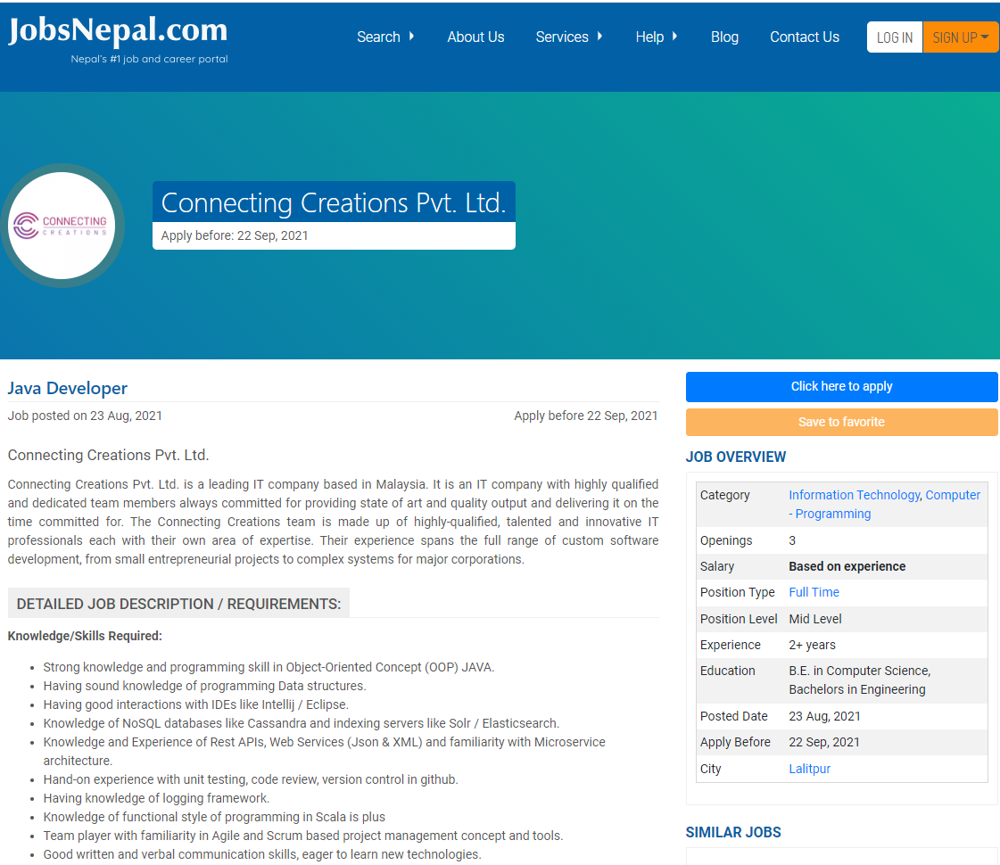 JobsNepal.com
Nepal's #1 job and career portal
Search
About Us
Services
Help
Blog
Contact Us
LOG IN
SIGN UP
CONNECTING
CREATIONS
Connecting Creations Pvt. Ltd.
Apply before: 22 Sep, 2021
Java Developer
Job posted on 23 Aug, 2021
Apply before 22 Sep, 2021
Connecting Creations Pvt. Ltd.
Connecting Creations Pvt. Ltd. is a leading IT company based in Malaysia. It is an IT company with highly qualified
and dedicated team members always committed for providing state of art and quality output and delivering it on the
time committed for. The Connecting Creations team is made up of highly-qualified, talented and innovative IT
professionals each with their own area of expertise. Their experience spans the full range of custom software
development, from small entrepreneurial projects to complex systems for major corporations.
DETAILED JOB DESCRIPTION / REQUIREMENTS:
Knowledge/Skills Required:
• Strong knowledge and programming skill in Object-Oriented Concept (OOP) JAVA.
• Having sound knowledge of programming Data structures.
• Having good interactions with IDEs like Intellij / Eclipse.
• Knowledge of NoSQL databases like Cassandra and indexing servers like Solr / Elasticsearch.
• Knowledge and Experience of Rest APIs, Web Services (Json & XML) and familiarity with Microservice
architecture.
• Hand-on experience with unit testing, code review, version control in github.
• Having knowledge of logging framework.
• Knowledge of functional style of programming in Scala is plus
• Team player with familiarity in Agile and Scrum based project management concept and tools.
• Good written and verbal communication skills, eager to learn new technologies.
Click here to apply
Save to favorite
JOB OVERVIEW
Category Information Technology, Computer
- Programming
Openings 3
Salary Based on experience
Position Type Full Time
Position Level Mid Level
Experience 2+ years
Education B.E. in Computer Science,
Bachelors in Engineering
Posted Date 23 Aug, 2021
Apply Before 22 Sep, 2021
City Lalitpur
SIMILAR JOBS